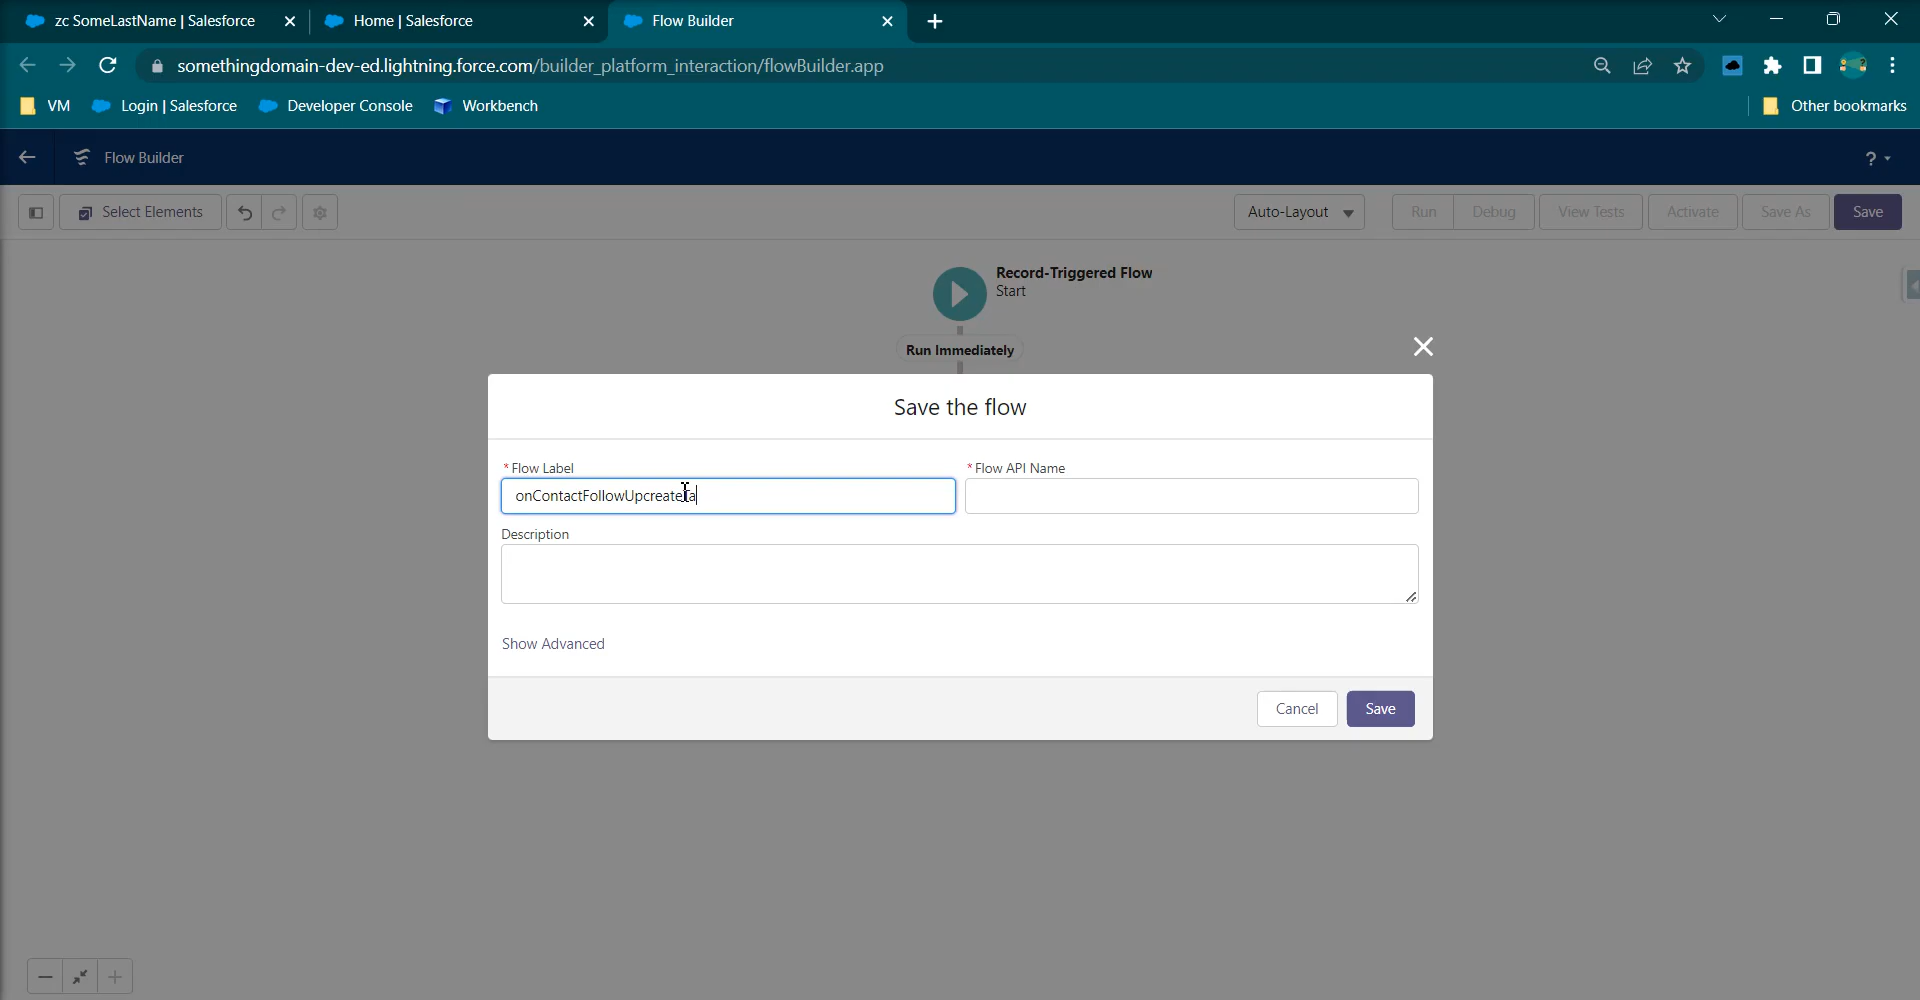 zc SomeLastName | Salesforce
Home | Salesforce
Flow Builder
somethingdomain-dev-ed.lightning.force.com/builder_platform_interaction/flowBuilder.app
VM
Login | Salesforce
Developer Console
Workbench
Other bookmarks
Flow Builder
?
Select Elements
Auto-Layout
Run
Debug
View Tests
Activate
Save As
Save
Record-Triggered Flow
Start
Run Immediately
Save the flow
* Flow Label
* Flow API Name
onContactFollowUpcreateTa
Description
Show Advanced
Cancel
Save